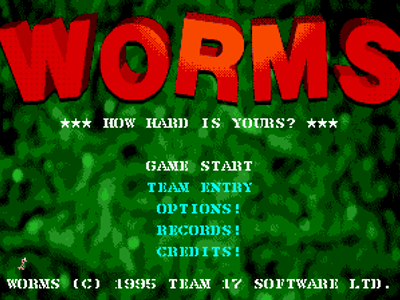 WORMS
★★★ HOW HARD IS YOURS? ★★★
GAME START
TEAM ENTRY
OPTIONS!
RECORDS!
CREDITS!
WORMS (C) 1995 TEAM 17 SOFTWARE LTD.